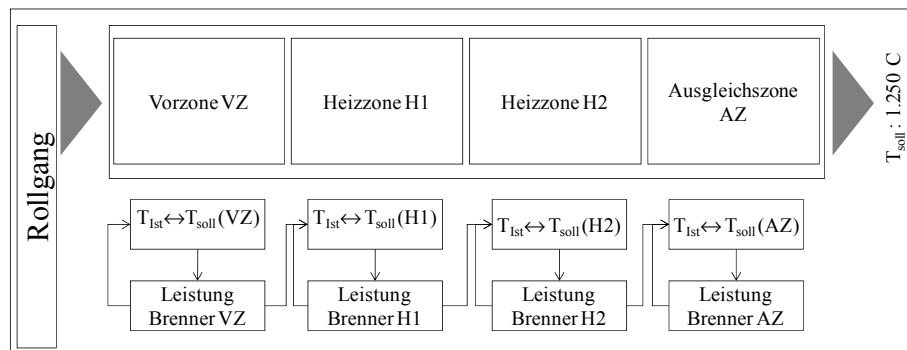 Rollgang
Vorzone VZ
Heizzone H1
Heizzone H2
Ausgleichszone
AZ
T_soll : 1.250 C
T_Ist↔T_soll(VZ)
T_Ist↔T_soll(H1)
T_Ist↔T_soll(H2)
T_Ist↔T_soll(AZ)
Leistung
Brenner VZ
Leistung
Brenner H1
Leistung
Brenner H2
Leistung
Brenner AZ